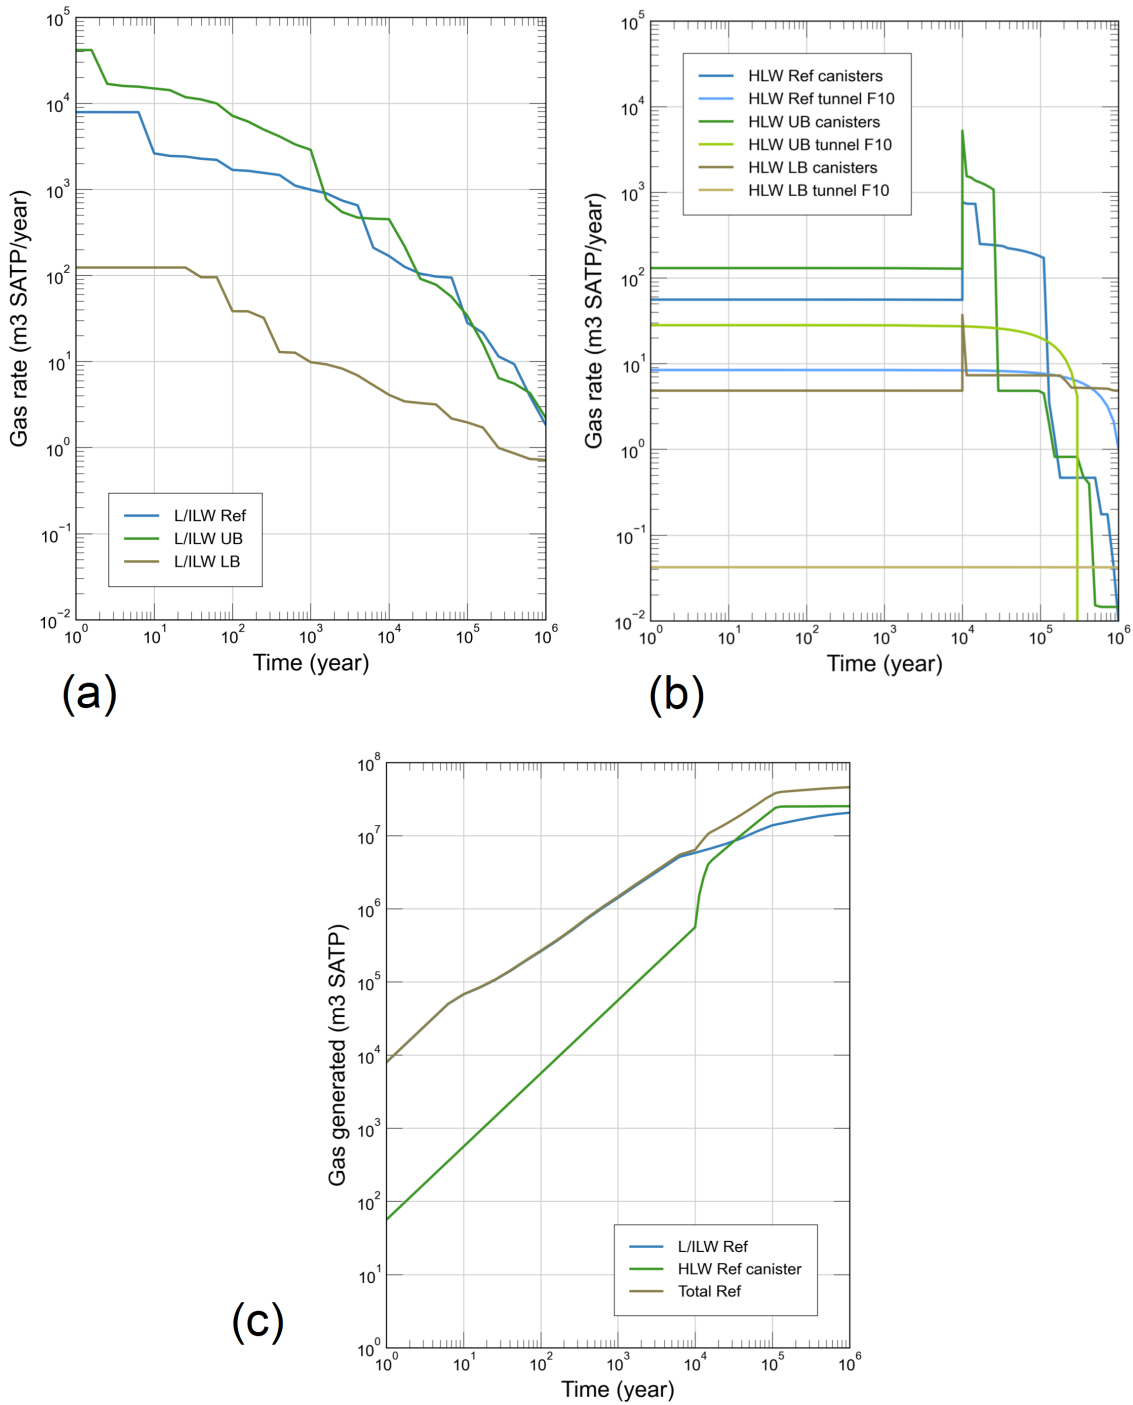 10^5
10^4
10^3
10^2
10^1
10^0
10^-1
10^-2
Gas rate (m3 SATP/year)
L/ILW Ref
L/ILW UB
L/ILW LB
10^0 10^1 10^2 10^3 10^4 10^5 10^6
Time (year)
(a)
10^5
10^4
10^3
10^2
10^1
10^0
10^-1
10^-2
Gas rate (m3 SATP/year)
HLW Ref canisters
HLW Ref tunnel F10
HLW UB canisters
HLW UB tunnel F10
HLW LB canisters
HLW LB tunnel F10
10^0 10^1 10^2 10^3 10^4 10^5 10^6
Time (year)
(b)
10^8
10^7
10^6
10^5
10^4
10^3
10^2
10^1
10^0
Gas generated (m3 SATP)
L/ILW Ref
HLW Ref canister
Total Ref
10^0 10^1 10^2 10^3 10^4 10^5 10^6
Time (year)
(c)